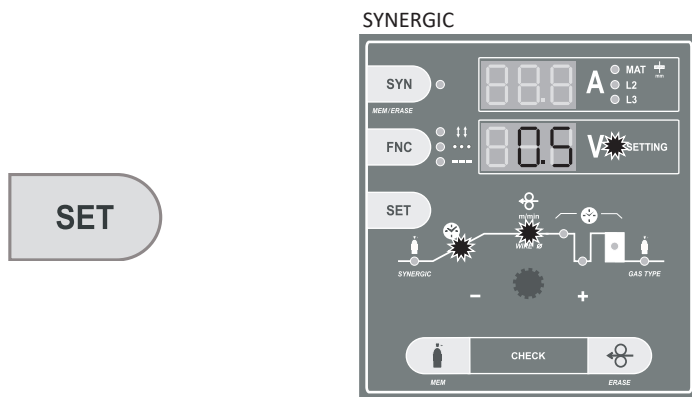 SYNERGIC
SET
SYN
MEM/ERASE
A
MAT
mm
L2
L3
FNC
0.5
V
SETTING
SET
m/min
WIRE Ø
SYNERGIC
GAS TYPE
- +
CHECK
MEM
ERASE